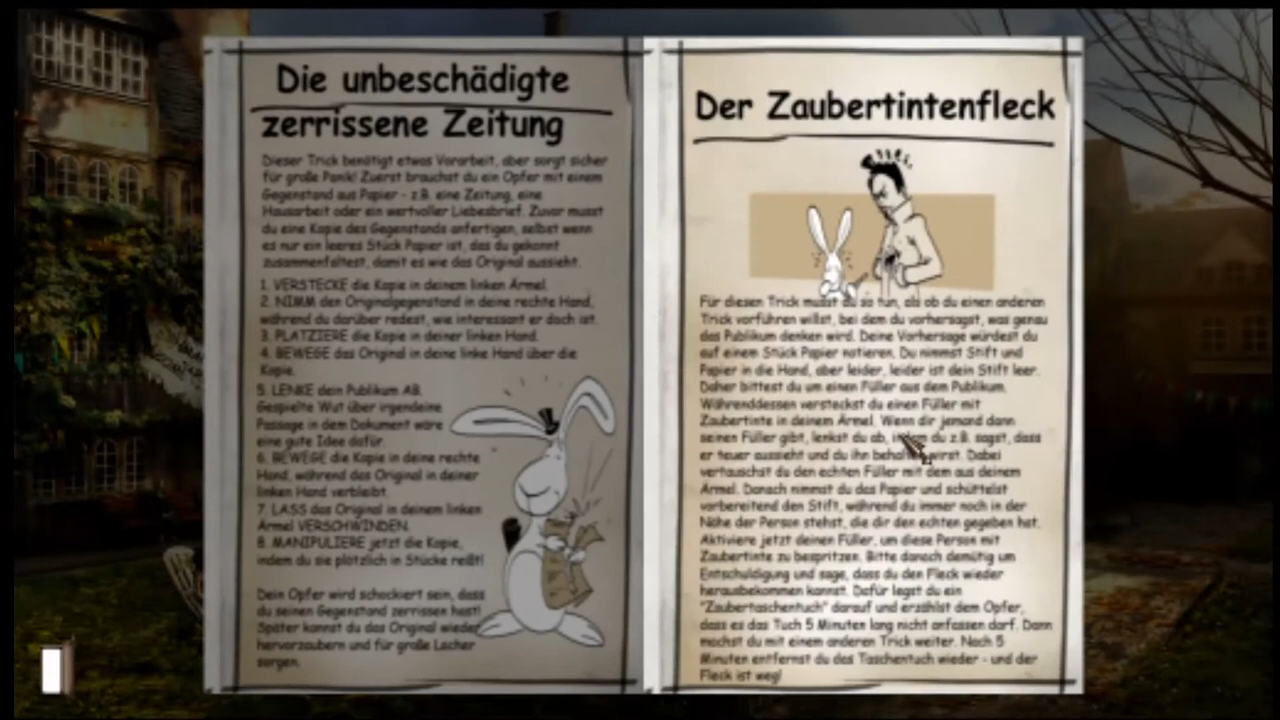 Die unbeschädigte
zerrissene Zeitung
Dieser Trick benötigt etwas Vorarbeit, aber sorgt sicher
für große Panik! Zuerst brauchst du ein Opfer mit einem
Gegenstand aus Papier - z.B. eine Zeitung, eine
Hausarbeit oder ein wertvoller Liebesbrief. Zuvor musst
du eine Kopie des Gegenstands anfertigen, selbst wenn
es nur ein leeres Stück Papier ist, das du gekonnt
zusammenfaltest, damit es wie das Original aussieht.
1. VERSTECKE die Kopie in deinem linken Ärmel.
2. NIMM den Originalgegenstand in deine rechte Hand,
während du darüber redest, wie interessant er doch ist.
3. PLATZIERE die Kopie in deiner linken Hand.
4. BEWEGE das Original in deine linke Hand über die
Kopie.
5. LENKE dein Publikum AB.
Gespielte Wut über irgendeine
Passage in dem Dokument wäre
eine gute Idee dafür.
6. BEWEGE die Kopie in deine rechte
Hand, während das Original in deiner
linken Hand verbleibt.
7. LASS das Original in deinem linken
Ärmel VERSCHWINDEN.
8. MANIPULIERE jetzt die Kopie,
indem du sie plötzlich in Stücke reißt!
Dein Opfer wird schockiert sein, dass
du seinen Gegenstand zerrissen hast!
Später kannst du das Original wieder
hervorzaubern und für große Lacher
sorgen.
Der Zaubertintenfleck
Für diesen Trick musst du so tun, als ob du einen anderen
Trick vorführen willst, bei dem du vorhersagst, was genau
das Publikum denken wird. Deine Vorhersage würdest du
auf einem Stück Papier notieren. Du nimmst Stift und
Papier in die Hand, aber leider, leider ist dein Stift leer.
Daher bittest du um einen Füller aus dem Publikum.
Währenddessen versteckst du einen Füller mit
Zaubertinte in deinem Ärmel. Wenn dir jemand dann
seinen Füller gibt, lenkst du ab, indem du z.B. sagst, dass
er teuer aussieht und du ihn behalten wirst. Dabei
vertauschst du den echten Füller mit dem aus deinem
Ärmel. Danach nimmst du das Papier und schüttelst
vorbereitend den Stift, während du immer noch in der
Nähe der Person stehst, die dir den echten gegeben hat.
Aktiviere jetzt deinen Füller, um diese Person mit
Zaubertinte zu bespritzen. Bitte danach demütig um
Entschuldigung und sage, dass du den Fleck wieder
herausbekommen kannst. Dafür legst du ein
"Zaubertaschentuch" darauf und erzählst dem Opfer,
dass es das Tuch 5 Minuten lang nicht anfassen darf. Dann
machst du mit einem anderen Trick weiter. Nach 5
Minuten entfernst du das Taschentuch wieder - und der
Fleck ist weg!